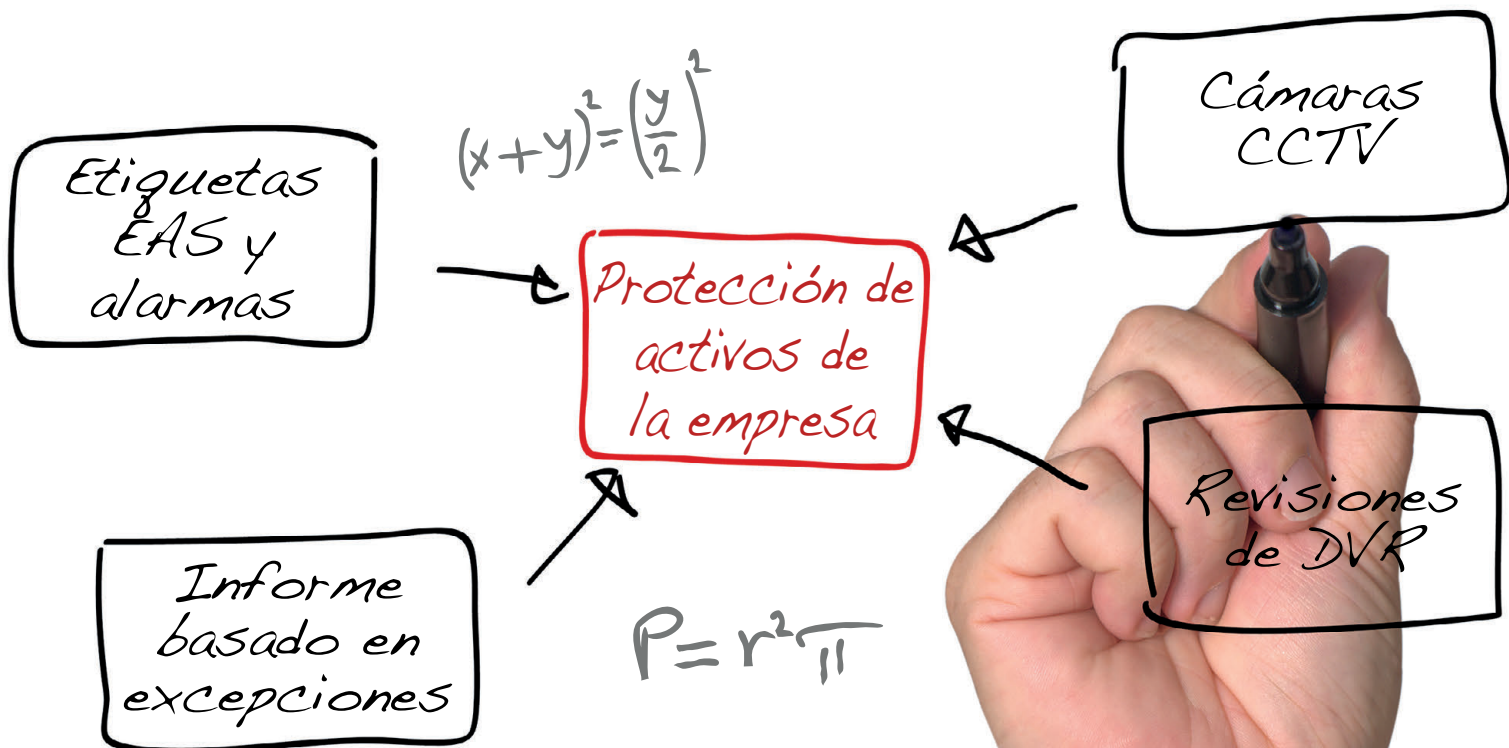 Etiquetas
EAS y
alarmas
(x+y)²=(y/2)²
Cámaras
CCTV
Protección de
activos de
la empresa
Informe
basado en
excepciones
P=r²π
Revisiones
de DVR